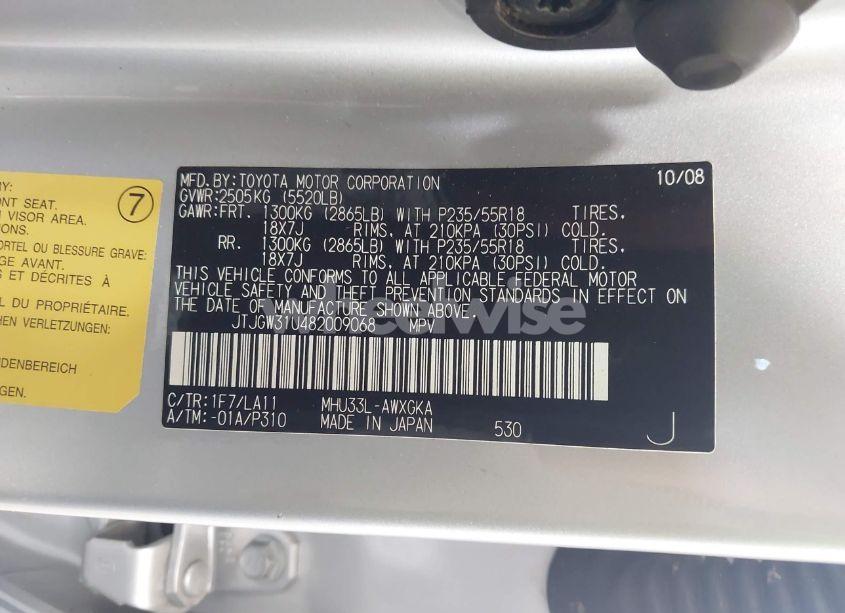 Y:
ONT SEAT.
N VISOR AREA.
IONS.
ORTEL OU BLESSURE GRAVE:
GE AVANT.
S ET DÉCRITES À
L DU PROPRIÉTAIRE.
CHEN VERLETZUNGEN.
DENBEREICH
GEN.
7
MFD.BY:TOYOTA MOTOR CORPORATION 10/08
GVWR:2505KG (5520LB)
GAWR:FRT. 1300KG (2865LB) WITH P235/55R18 TIRES.
18X7J RIMS, AT 210KPA (30PSI) COLD.
RR. 1300KG (2865LB) WITH P235/55R18 TIRES.
18X7J RIMS, AT 210KPA (30PSI) COLD.
THIS VEHICLE CONFORMS TO ALL APPLICABLE FEDERAL MOTOR
VEHICLE SAFETY AND THEFT PREVENTION STANDARDS IN EFFECT ON
THE DATE OF MANUFACTURE SHOWN ABOVE.
JTJGW31U482009068 MPV
C/TR:1F7/LA11 MHU33L-AWXGKA
A/TM:-01A/P310 MADE IN JAPAN 530 J